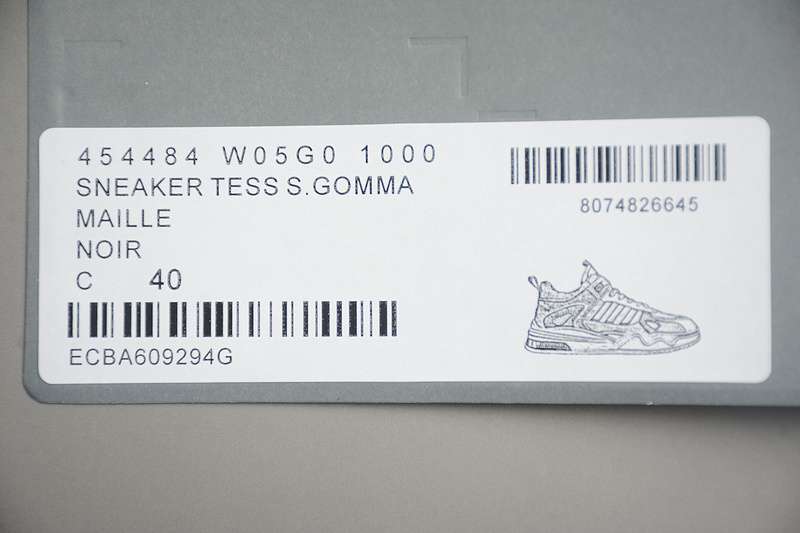 454484 W05G0 1000
SNEAKER TESS S.GOMMA
MAILLE
NOIR
C 40
ECBA609294G
8074826645